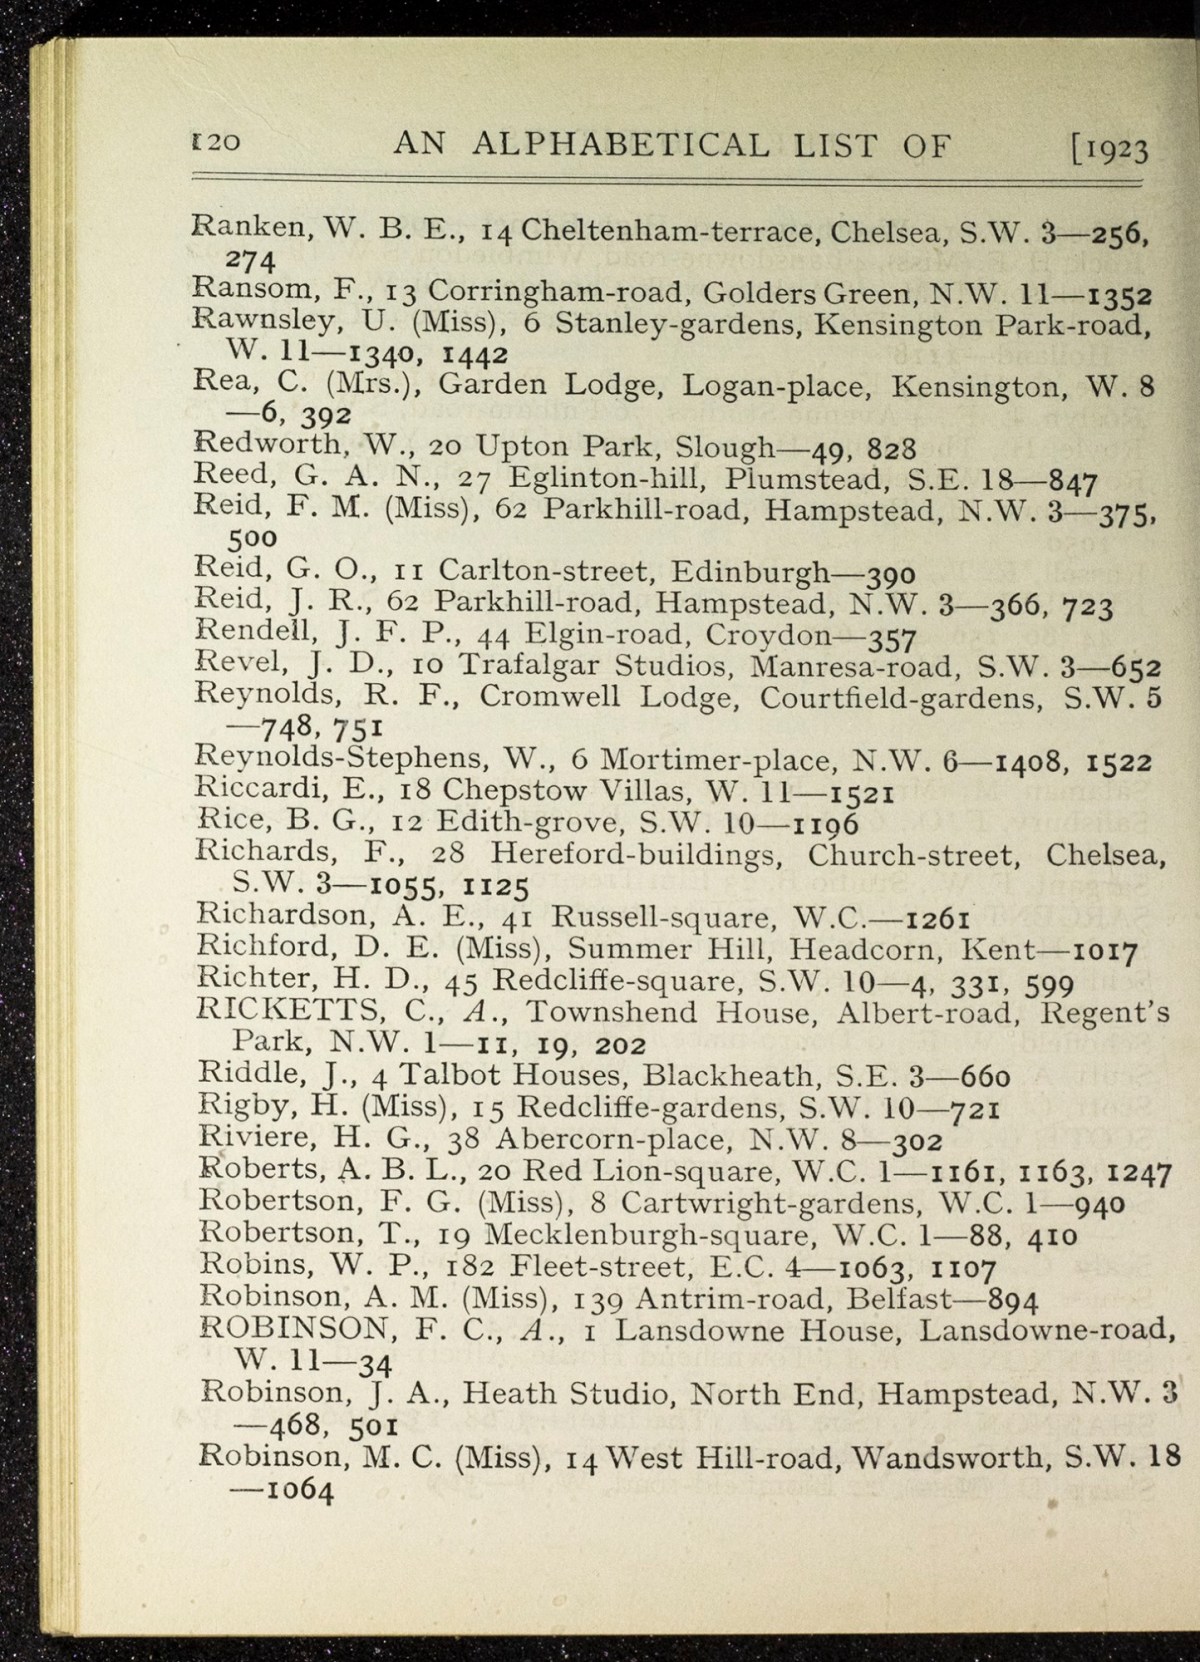 120 AN ALPHABETICAL LIST OF [1923
Ranken, W. B. E., 14 Cheltenham-terrace, Chelsea, S.W. 3—256,
274
Ransom, F., 13 Corringham-road, Golders Green, N.W. 11—1352
Rawnsley, U. (Miss), 6 Stanley-gardens, Kensington Park-road,
W. 11—1340, 1442
Rea, C. (Mrs.), Garden Lodge, Logan-place, Kensington, W. 8
—6, 392
Redworth, W., 20 Upton Park, Slough—49, 828
Reed, G. A. N., 27 Eglinton-hill, Plumstead, S.E. 18—847
Reid, F. M. (Miss), 62 Parkhill-road, Hampstead, N.W. 3—375,
500
Reid, G. O., 11 Carlton-street, Edinburgh—390
Reid, J. R., 62 Parkhill-road, Hampstead, N.W. 3—366, 723
Rendell, J. F. P., 44 Elgin-road, Croydon—357
Revel, J. D., 10 Trafalgar Studios, Manresa-road, S.W. 3—652
Reynolds, R. F., Cromwell Lodge, Courtfield-gardens, S.W. 5
—748, 751
Reynolds-Stephens, W., 6 Mortimer-place, N.W. 6—1408, 1522
Riccardi, E., 18 Chepstow Villas, W. 11—1521
Rice, B. G., 12 Edith-grove, S.W. 10—1196
Richards, F., 28 Hereford-buildings, Church-street, Chelsea,
S.W. 3—1055, 1125
Richardson, A. E., 41 Russell-square, W.C.—1261
Richford, D. E. (Miss), Summer Hill, Headcorn, Kent—1017
Richter, H. D., 45 Redcliffe-square, S.W. 10—4, 331, 599
RICKETTS, C., A., Townshend House, Albert-road, Regent's
Park, N.W. 1—11, 19, 202
Riddle, J., 4 Talbot Houses, Blackheath, S.E. 3—660
Rigby, H. (Miss), 15 Redcliffe-gardens, S.W. 10—721
Riviere, H. G., 38 Abercorn-place, N.W. 8—302
Roberts, A. B. L., 20 Red Lion-square, W.C. 1—1161, 1163, 1247
Robertson, F. G. (Miss), 8 Cartwright-gardens, W.C. 1—940
Robertson, T., 19 Mecklenburgh-square, W.C. 1—88, 410
Robins, W. P., 182 Fleet-street, E.C. 4—1063, 1107
Robinson, A. M. (Miss), 139 Antrim-road, Belfast—894
ROBINSON, F. C., A., 1 Lansdowne House, Lansdowne-road,
W. 11—34
Robinson, J. A., Heath Studio, North End, Hampstead, N.W. 3
—468, 501
Robinson, M. C. (Miss), 14 West Hill-road, Wandsworth, S.W. 18
—1064